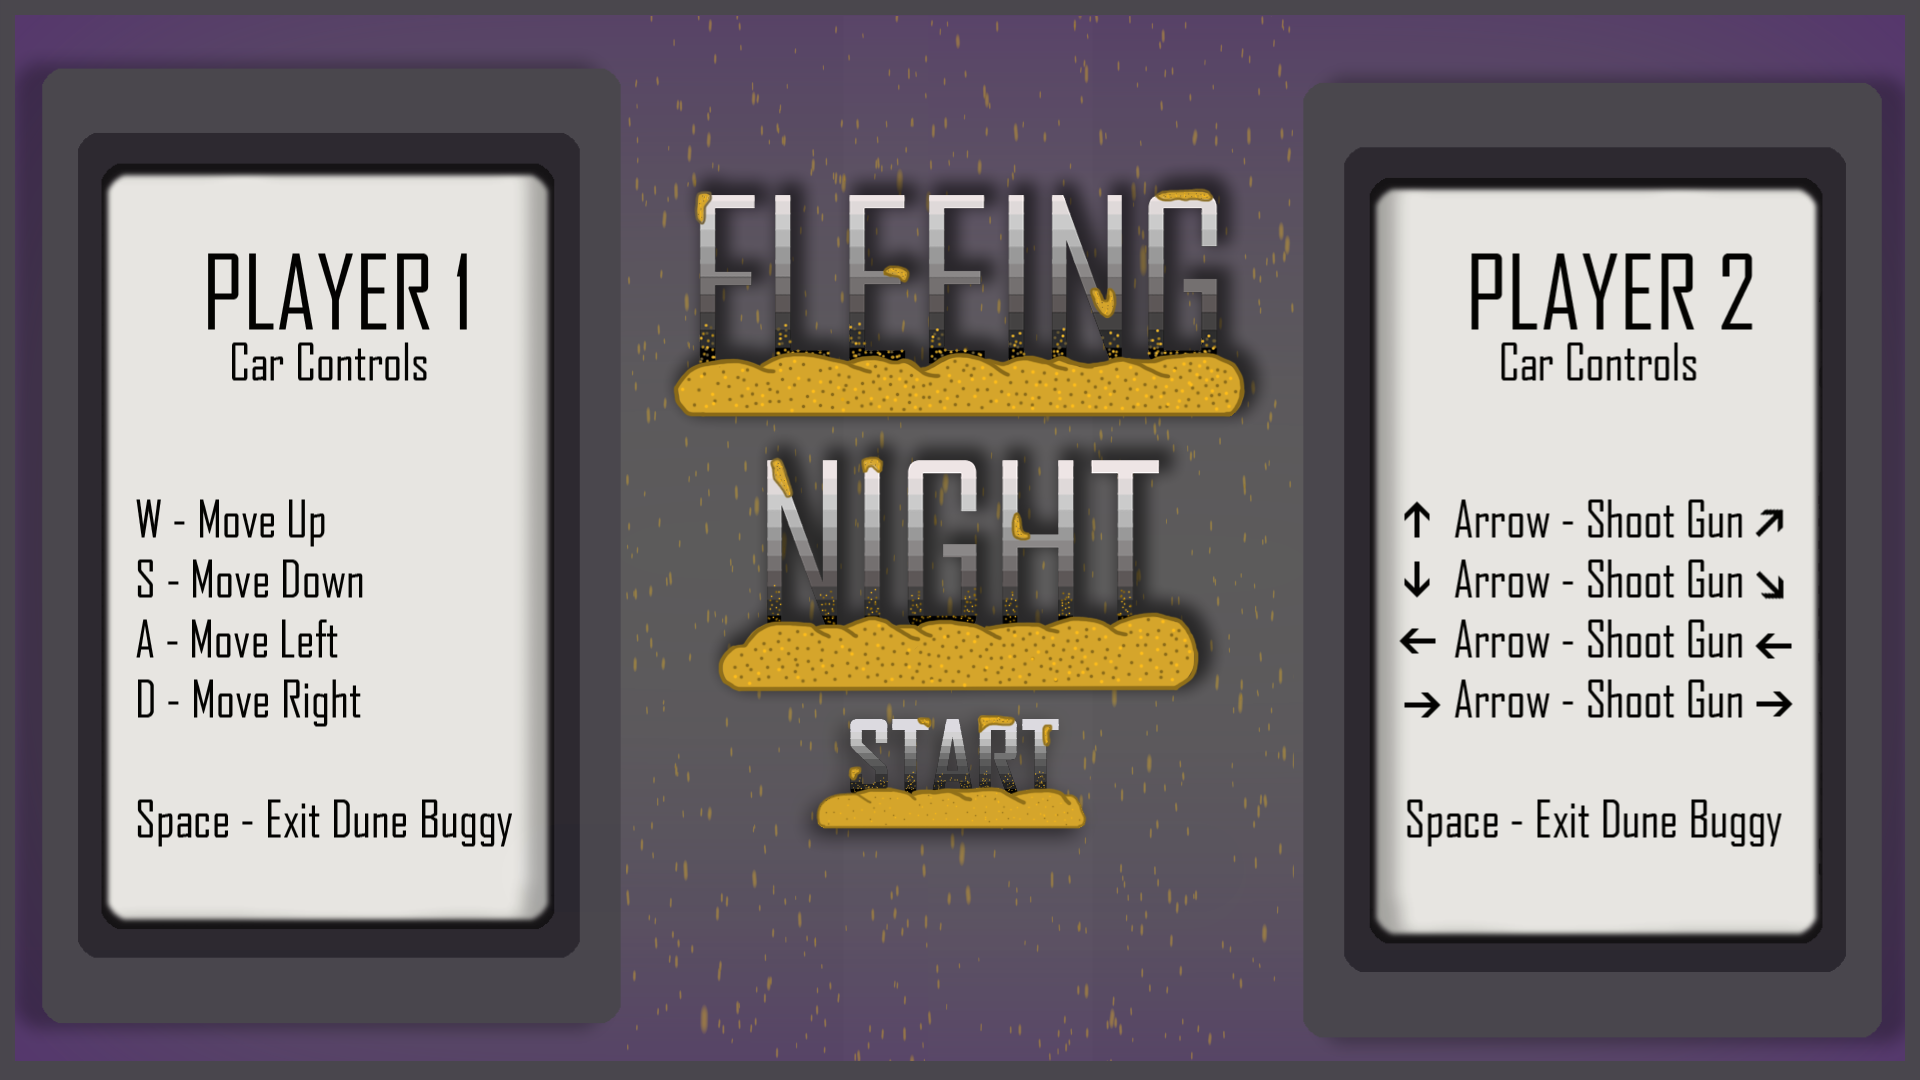 PLAYER 1
Car Controls
W - Move Up
S - Move Down
A - Move Left
D - Move Right
Space - Exit Dune Buggy
FLEEING
NIGHT
START
PLAYER 2
Car Controls
↑ Arrow - Shoot Gun ↗
↓ Arrow - Shoot Gun ↘
← Arrow - Shoot Gun ←
→ Arrow - Shoot Gun →
Space - Exit Dune Buggy